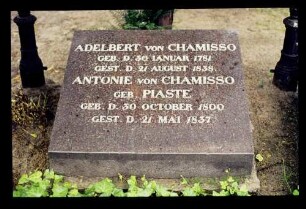 ADELBERT VON CHAMISSO
GEB. D. 30 IANUAR 1781
GEST. D. 21 AUGUST 1838.
ANTONIE VON CHAMISSO
GEB. PIASTE
GEB. D. 30 OCTOBER 1800
GEST. D. 21 MAI 1837